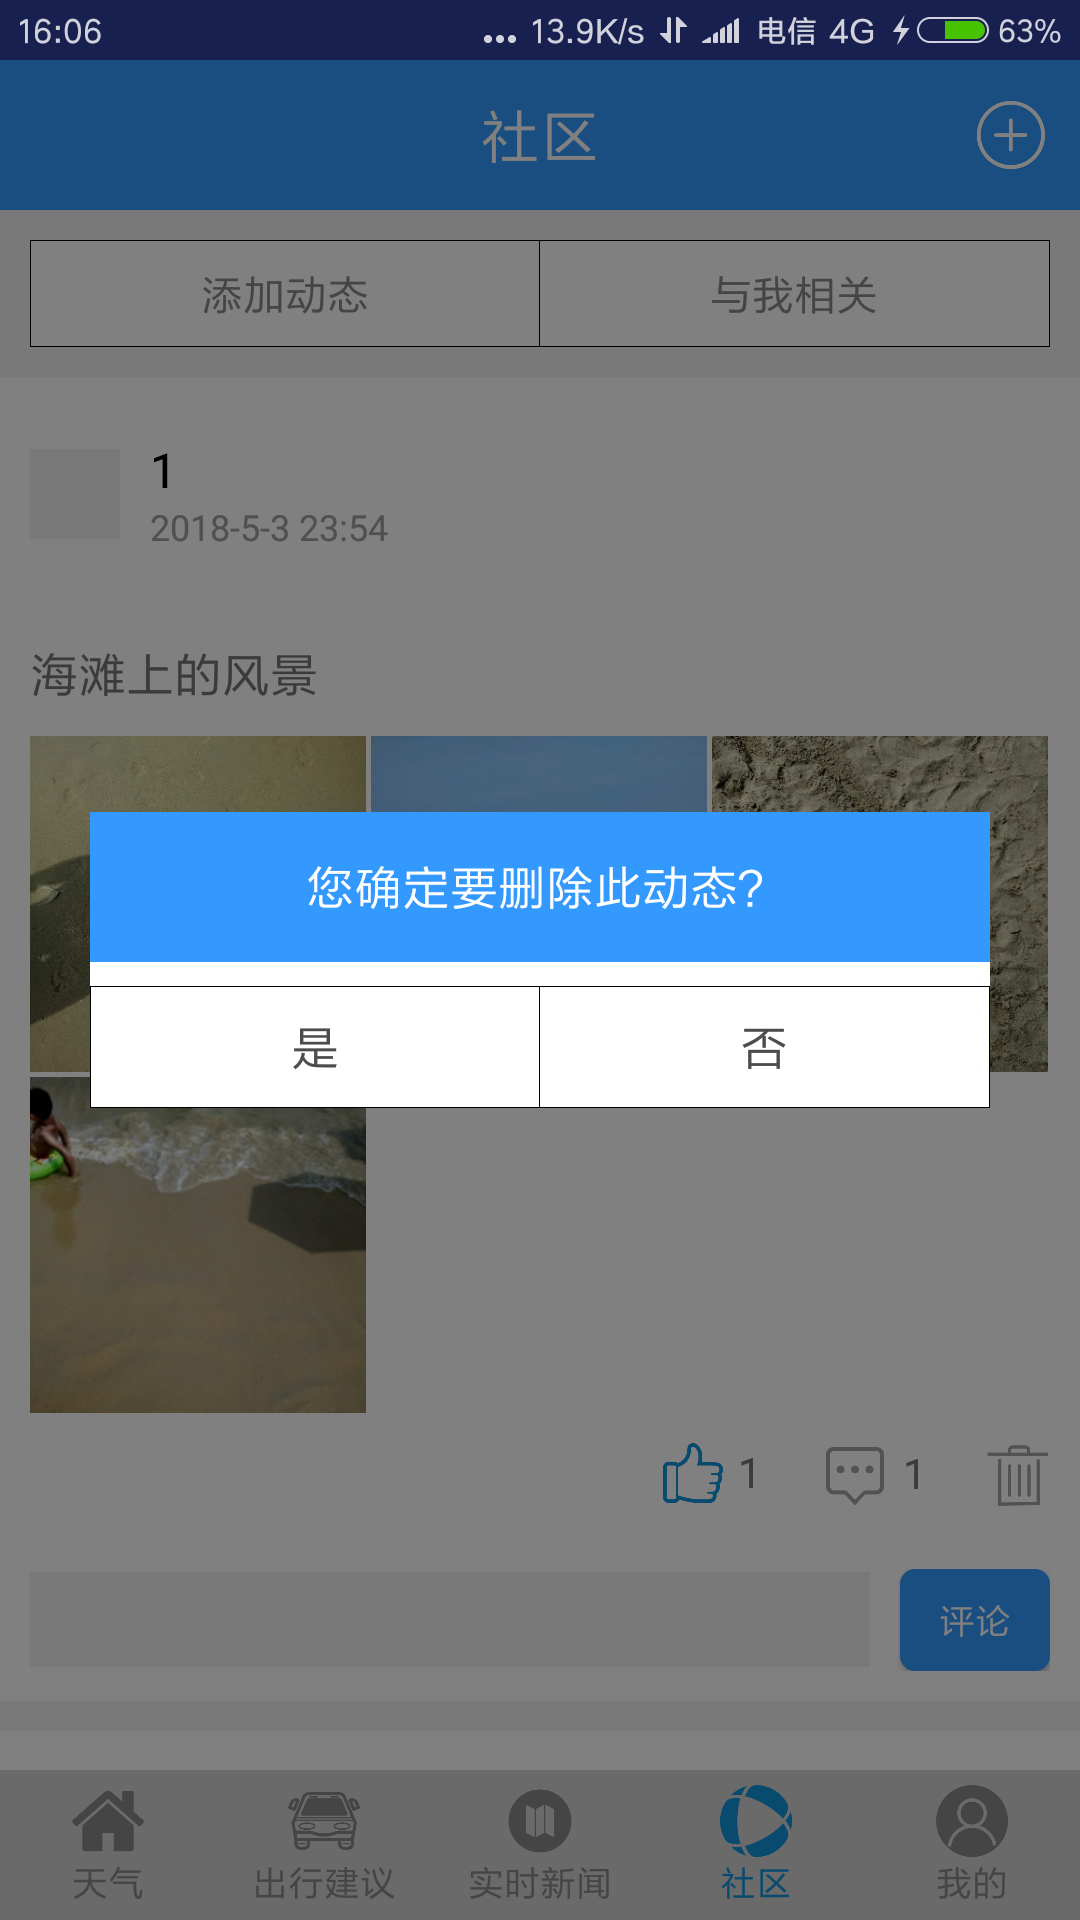 16:06 ... 13.9K/s 电信 4G 63%
社区
添加动态 与我相关
1
2018-5-3 23:54
海滩上的风景
您确定要删除此动态?
是 否
1 1
评论
天气 出行建议 实时新闻 社区 我的